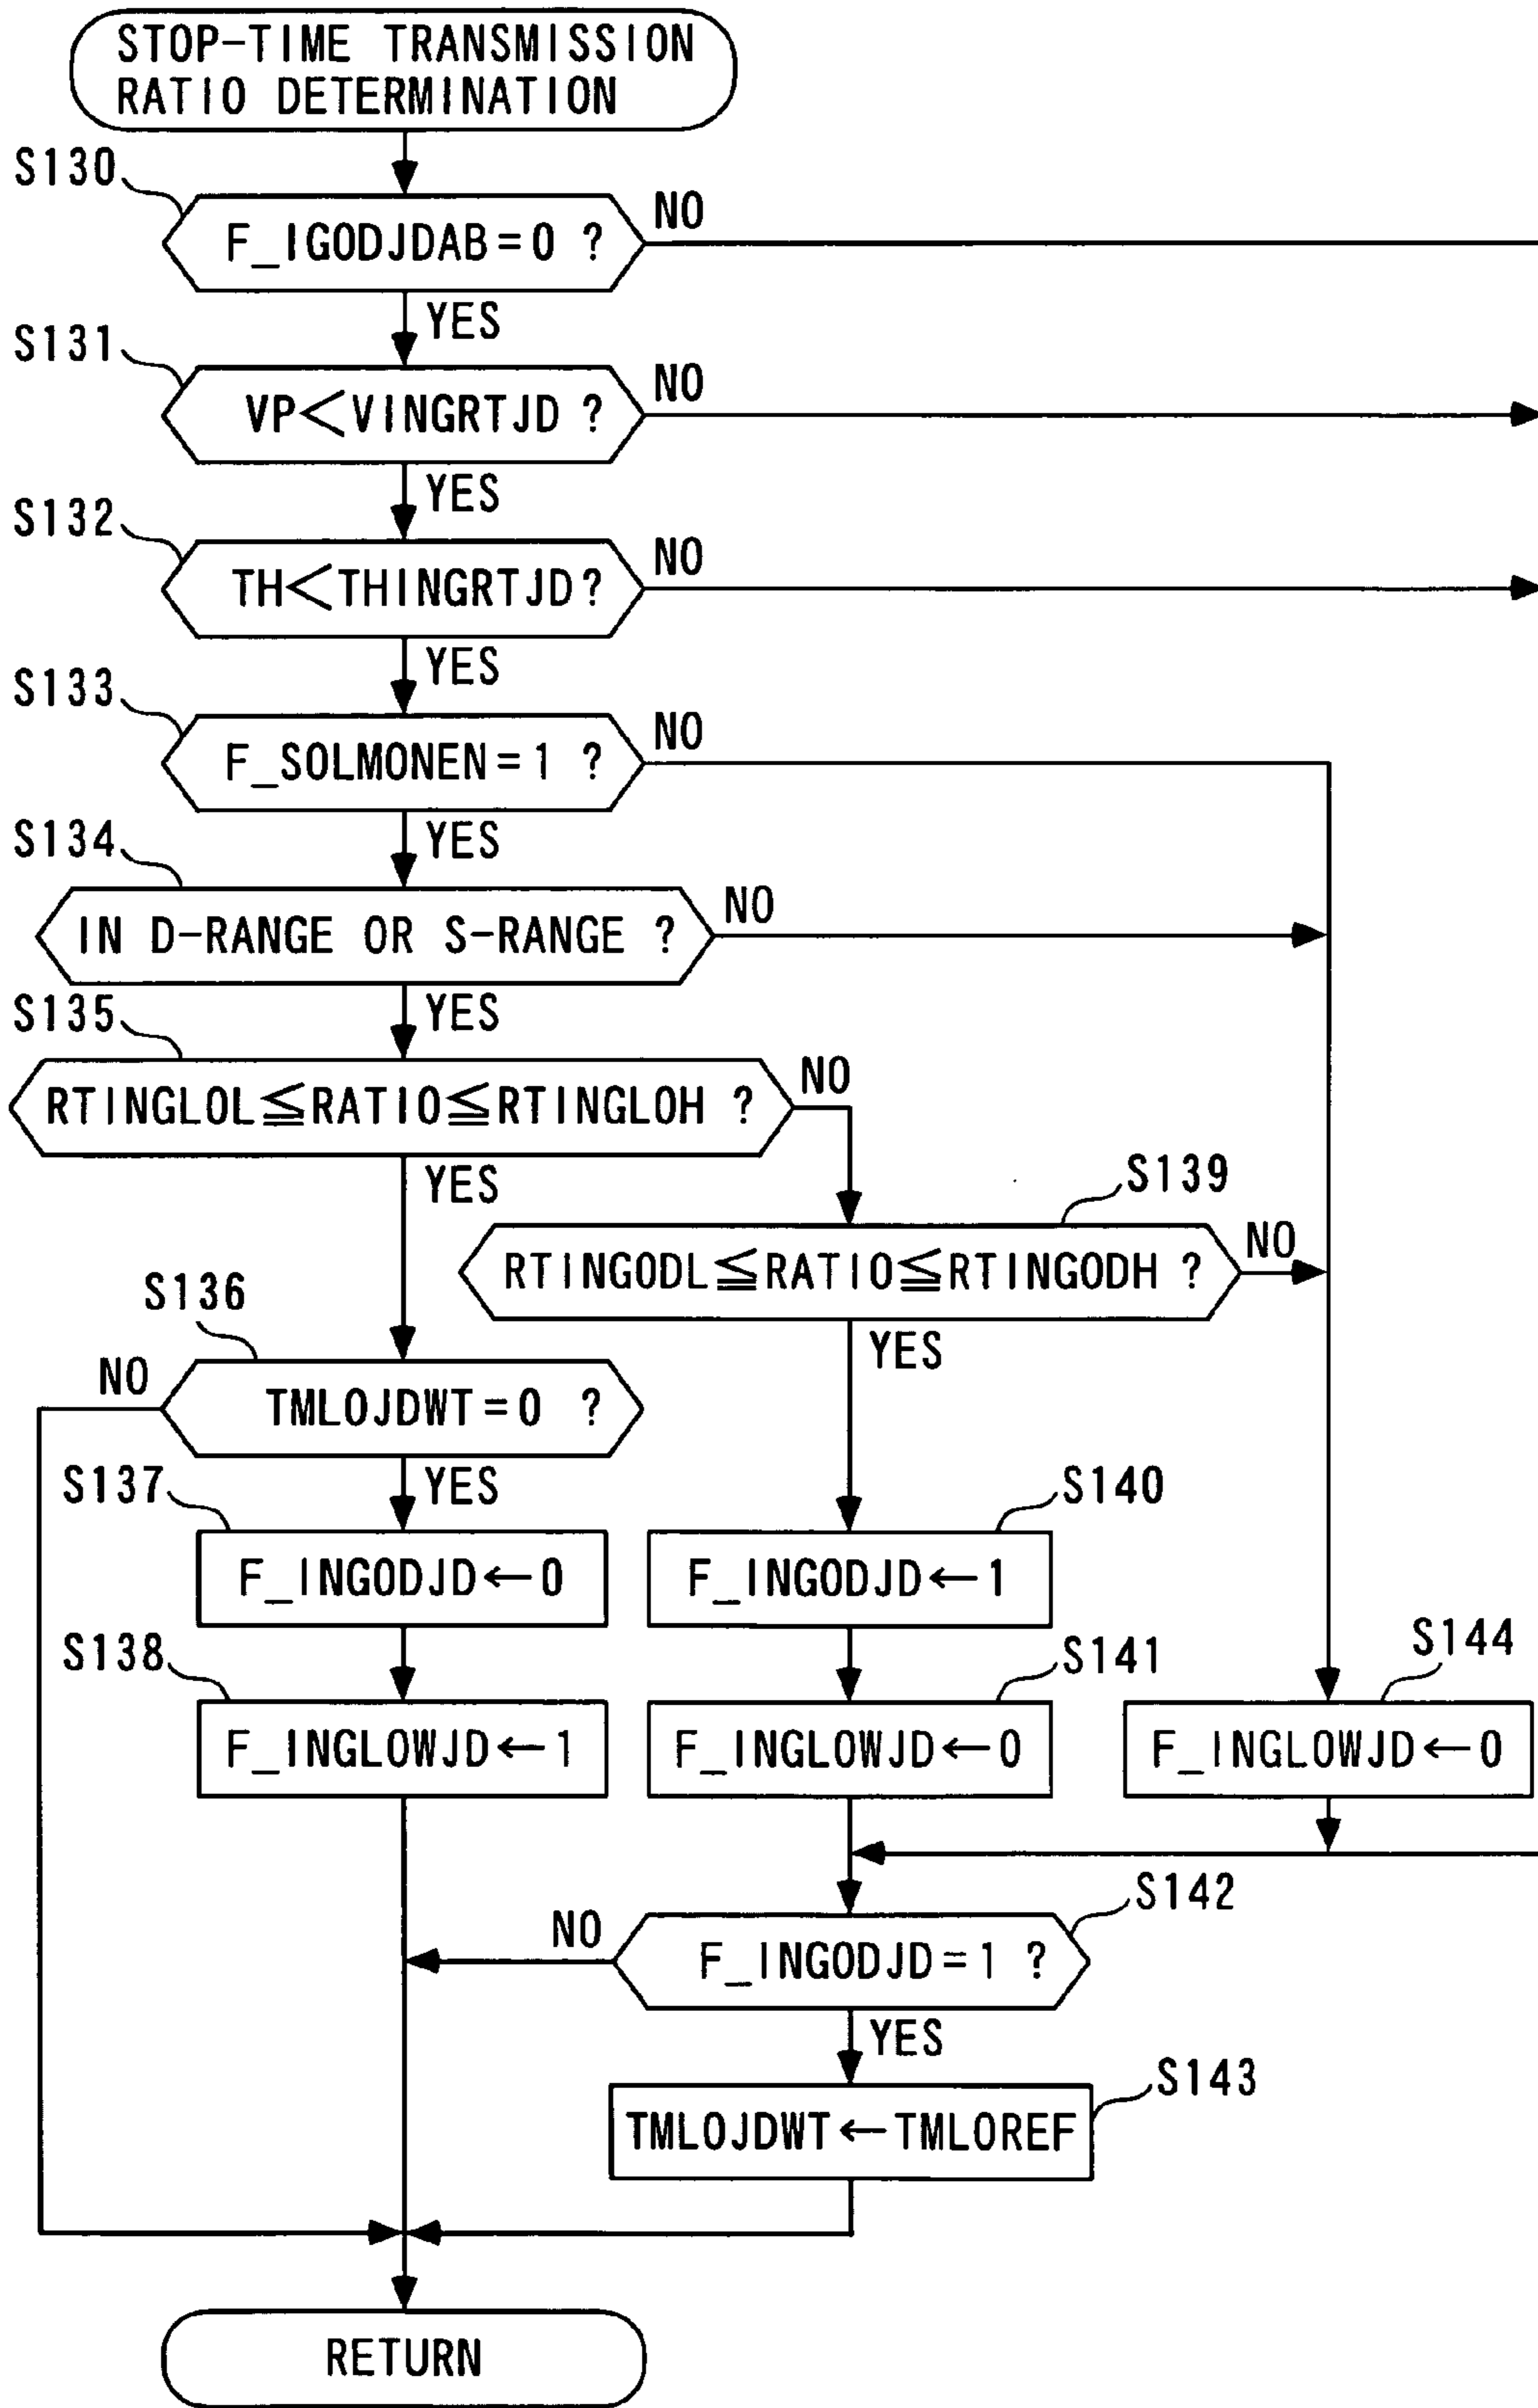 STOP-TIME TRANSMISSION
RATIO DETERMINATION
S130
F_IGODJDAB=0 ?
NO
YES
S131
VP<VINGRTJD ?
NO
YES
S132
TH<THINGRTJD?
NO
YES
S133
F_SOLMONEN=1 ?
NO
YES
S134
IN D-RANGE OR S-RANGE ?
NO
YES
S135
RTINGLOL≦RATIO≦RTINGLOH ?
NO
YES
S139
RTINGODL≦RATIO≦RTINGODH ?
NO
YES
S136
NO
TMLOJDWT=0 ?
YES
S137
F_INGODJD←0
S140
F_INGODJD←1
S138
F_INGLOWJD←1
S141
F_INGLOWJD←0
S144
F_INGLOWJD←0
S142
NO
F_INGODJD=1 ?
YES
S143
TMLOJDWT←TMLOREF
RETURN